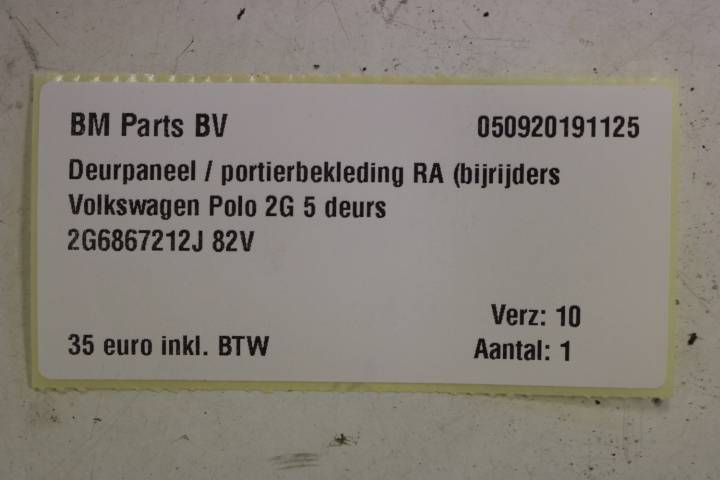 BM Parts BV 050920191125
Deurpaneel / portierbekleding RA (bijrijders
Volkswagen Polo 2G 5 deurs
2G6867212J 82V
Verz: 10
35 euro inkl. BTW Aantal: 1